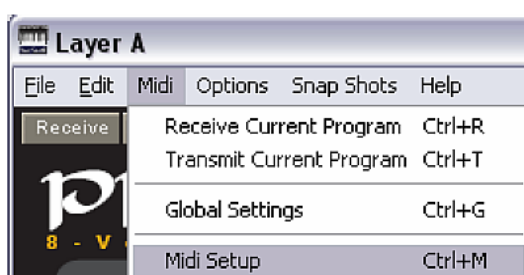 Layer A
File Edit Midi Options Snap Shots Help
Receive
Receive Current Program Ctrl+R
Transmit Current Program Ctrl+T
Global Settings Ctrl+G
8 - V
Midi Setup Ctrl+M